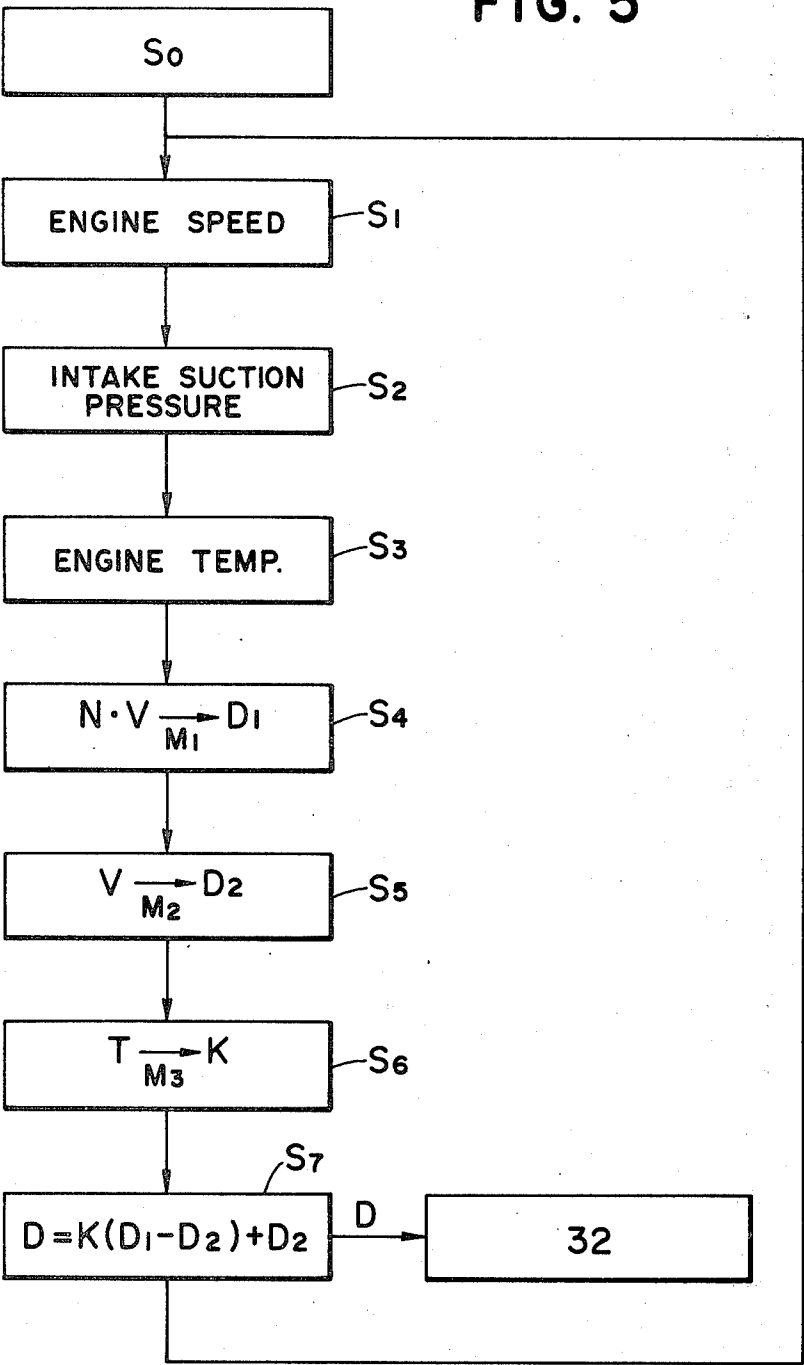 FIG. 5
S0
ENGINE SPEED
S1
INTAKE SUCTION
PRESSURE
S2
ENGINE TEMP.
S3
N·V → D1
M1
S4
V → D2
M2
S5
T → K
M3
S6
S7
D=K(D1-D2)+D2
D
32